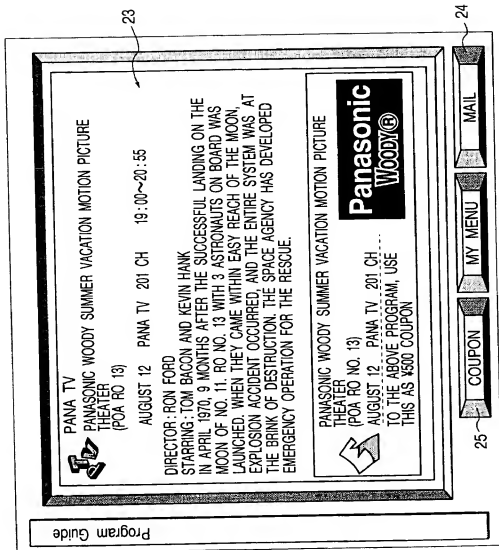 Program Guide
23
PANA TV
PANASONIC WOODY SUMMER VACATION MOTION PICTURE
THEATER
(POA RO 13)
AUGUST 12 PANA TV 201 CH 19:00~20:55
DIRECTOR:RON FORD
STARRING:TOM BACON AND KEVIN HANK
IN APRIL 1970, 9 MONTHS AFTER THE SUCCESSFUL LANDING ON THE
MOON OF NO. 11. RO NO. 13 WITH 3 ASTRONAUTS ON BOARD WAS
LAUNCHED. WHEN THEY CAME WITHIN EASY REACH OF THE MOON,
EXPLOSION ACCIDENT OCCURRED, AND THE ENTIRE SYSTEM WAS AT
THE BRINK OF DESTRUCTION. THE SPACE AGENCY HAS DEVELOPED
EMERGENCY OPERATION FOR THE RESCUE.
PANASONIC WOODY SUMMER VACATION MOTION PICTURE
THEATER
(POA RO NO. 13)
AUGUST 12 PANA TV 201 CH
TO THE ABOVE PROGRAM, USE
THIS AS ¥500 COUPON
Panasonic
WOODY®
COUPON
MY MENU
MAIL
25
24